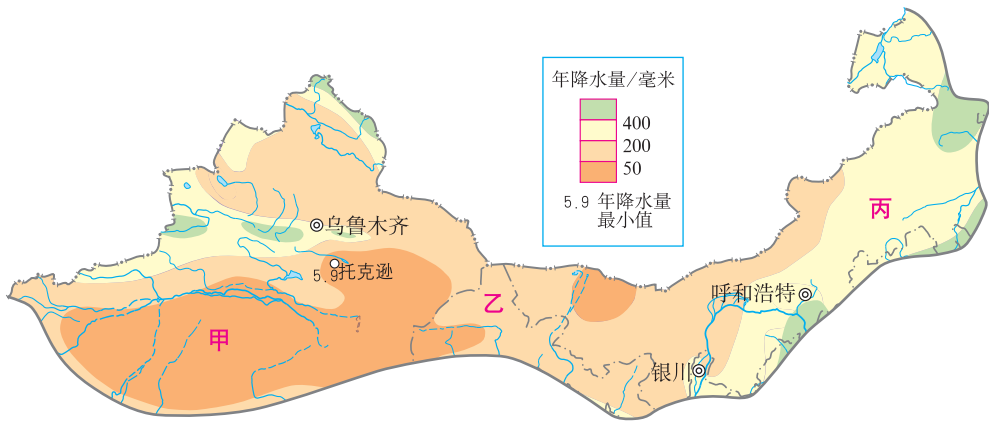 年降水量/毫米
400
200
50
5.9 年降水量
最小值
乌鲁木齐
托克逊
5.9
甲
乙
丙
呼和浩特
银川